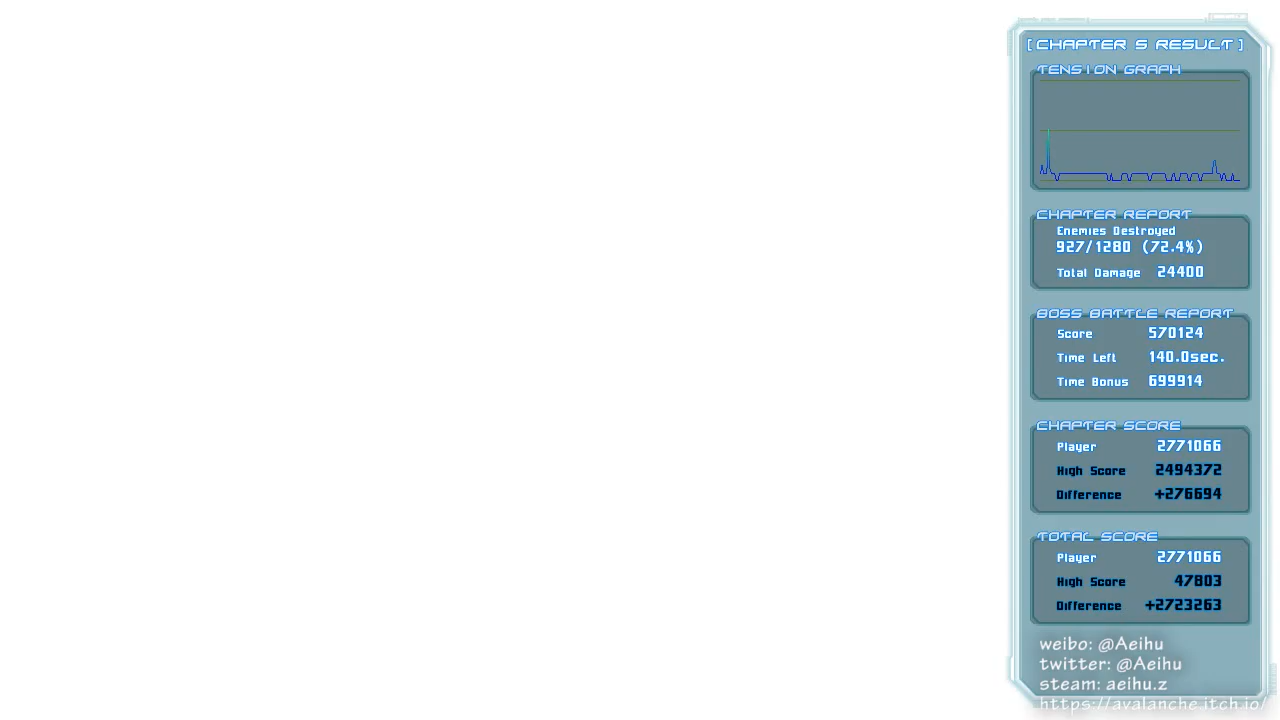 [CHAPTER 5 RESULT]
TENSION GRAPH
CHAPTER REPORT
Enemies Destroyed
927/1280 (72.4%)
Total Damage 24400
BOSS BATTLE REPORT
Score 570124
Time Left 140.0sec.
Time Bonus 699914
CHAPTER SCORE
Player 2771066
High Score 2494372
Difference +276694
TOTAL SCORE
Player 2771066
High Score 47803
Difference +2723263
weibo: @Aeihu
twitter: @Aeihu
steam: aeihu.z
https://avalanche.itch.io/